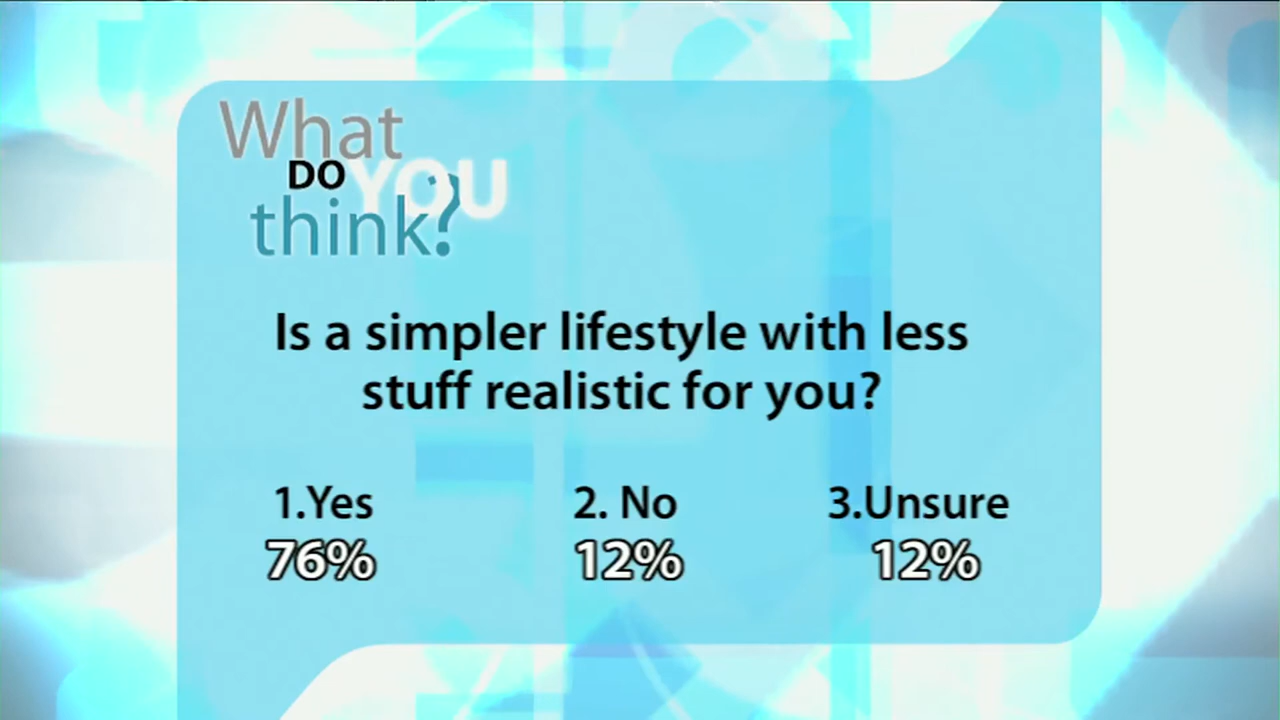 What
DO YOU
think?
Is a simpler lifestyle with less
stuff realistic for you?
1.Yes 2. No 3.Unsure
76% 12% 12%